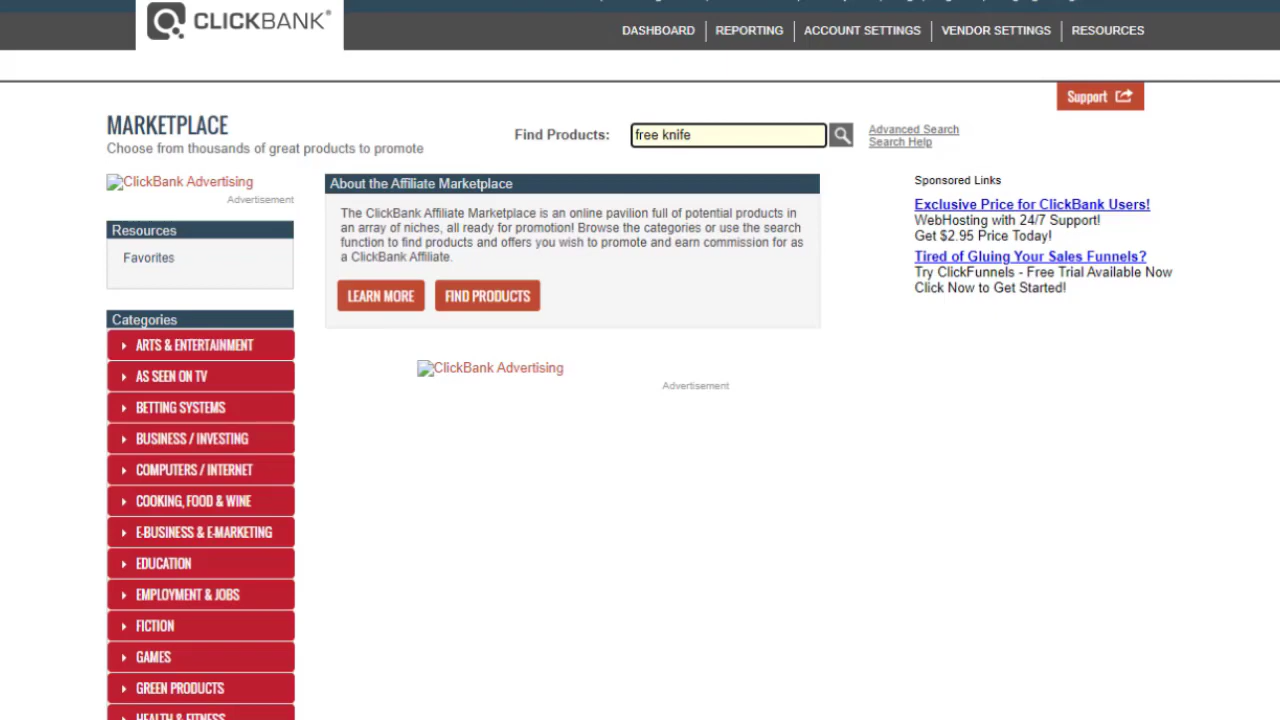 CLICKBANK®
DASHBOARD
REPORTING
ACCOUNT SETTINGS
VENDOR SETTINGS
RESOURCES
Support
MARKETPLACE
Choose from thousands of great products to promote
Find Products:
free knife
Advanced Search
Search Help
ClickBank Advertising
Advertisement
Resources
Favorites
Categories
ARTS & ENTERTAINMENT
AS SEEN ON TV
BETTING SYSTEMS
BUSINESS / INVESTING
COMPUTERS / INTERNET
COOKING, FOOD & WINE
E-BUSINESS & E-MARKETING
EDUCATION
EMPLOYMENT & JOBS
FICTION
GAMES
GREEN PRODUCTS
HEALTH & FITNESS
About the Affiliate Marketplace
The ClickBank Affiliate Marketplace is an online pavilion full of potential products in
an array of niches, all ready for promotion! Browse the categories or use the search
function to find products and offers you wish to promote and earn commission for as
a ClickBank Affiliate.
LEARN MORE
FIND PRODUCTS
ClickBank Advertising
Advertisement
Sponsored Links
Exclusive Price for ClickBank Users!
WebHosting with 24/7 Support!
Get $2.95 Price Today!
Tired of Gluing Your Sales Funnels?
Try ClickFunnels - Free Trial Available Now
Click Now to Get Started!